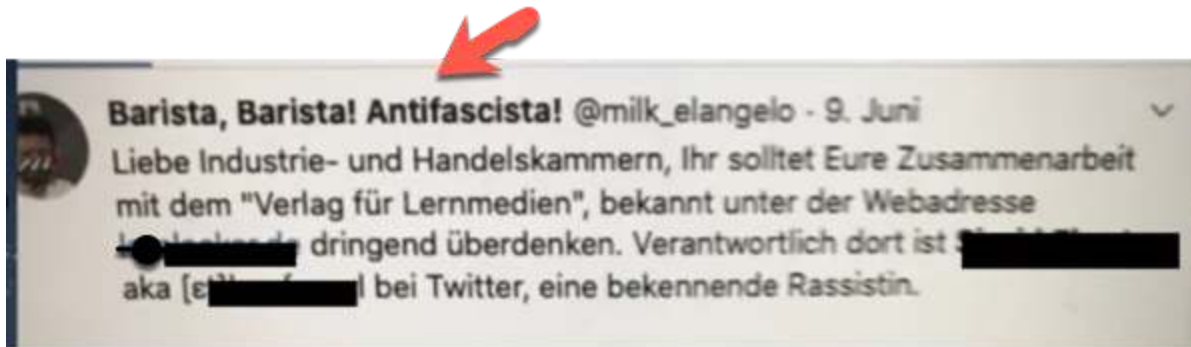 Barista, Barista! Antifascista! @milk_elangelo · 9. Juni
Liebe Industrie- und Handelskammern, Ihr solltet Eure Zusammenarbeit
mit dem "Verlag für Lernmedien", bekannt unter der Webadresse
dringend überdenken. Verantwortlich dort ist
aka bei Twitter, eine bekennende Rassistin.